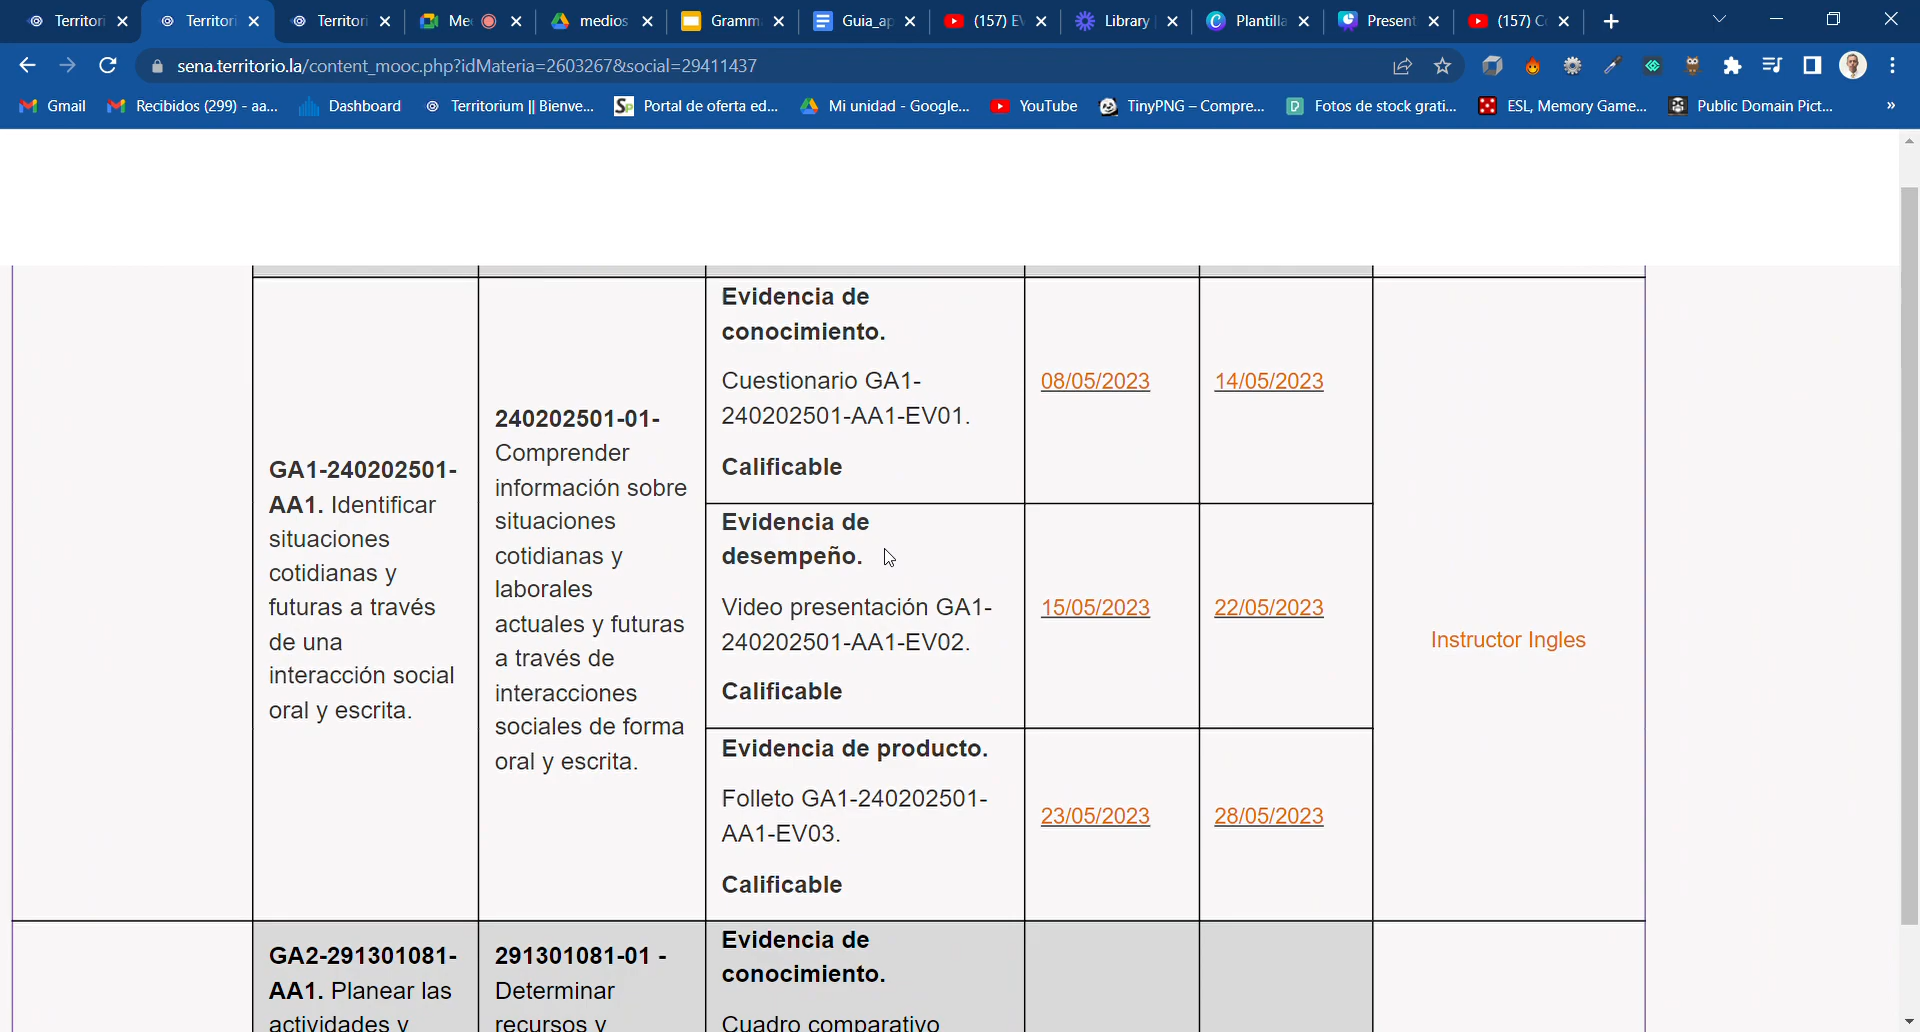 Territori
Territori
Territori
Me
medios
Gramm
Guia_ap
(157) E
Library
Plantilla
Present
(157) C
sena.territorio.la/content_mooc.php?idMateria=2603267&social=29411437
Gmail
Recibidos (299) - aa...
Dashboard
Territorium || Bienve...
Portal de oferta ed...
Mi unidad - Google...
YouTube
TinyPNG – Compre...
Fotos de stock grati...
ESL, Memory Game...
Public Domain Pict...
»
GA1-240202501-
AA1. Identificar
situaciones
cotidianas y
futuras a través
de una
interacción social
oral y escrita.
240202501-01-
Comprender
información sobre
situaciones
cotidianas y
laborales
actuales y futuras
a través de
interacciones
sociales de forma
oral y escrita.
Evidencia de
conocimiento.
Cuestionario GA1-
240202501-AA1-EV01.
Calificable
08/05/2023
14/05/2023
Evidencia de
desempeño.
Video presentación GA1-
240202501-AA1-EV02.
Calificable
15/05/2023
22/05/2023
Evidencia de producto.
Folleto GA1-240202501-
AA1-EV03.
Calificable
23/05/2023
28/05/2023
Instructor Ingles
GA2-291301081-
AA1. Planear las
actividades y
291301081-01 -
Determinar
recursos y
Evidencia de
conocimiento.
Cuadro comparativo